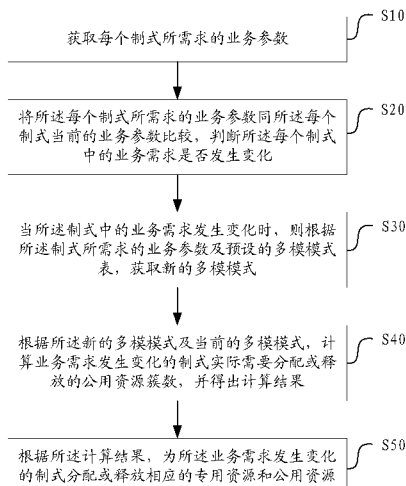 获取每个制式所需求的业务参数
S10
将所述每个制式所需求的业务参数同所述每个
制式当前的业务参数比较，判断所述每个制式
中的业务需求是否发生变化
S20
当所述制式中的业务需求发生变化时，则根据
所述制式所需求的业务参数及预设的多模模式
表，获取新的多模模式
S30
根据所述新的多模模式及当前的多模模式，计
算业务需求发生变化的制式实际需要分配或释
放的公用资源簇数，并得出计算结果
S40
根据所述计算结果，为所述业务需求发生变化
的制式分配或释放相应的专用资源和公用资源
S50